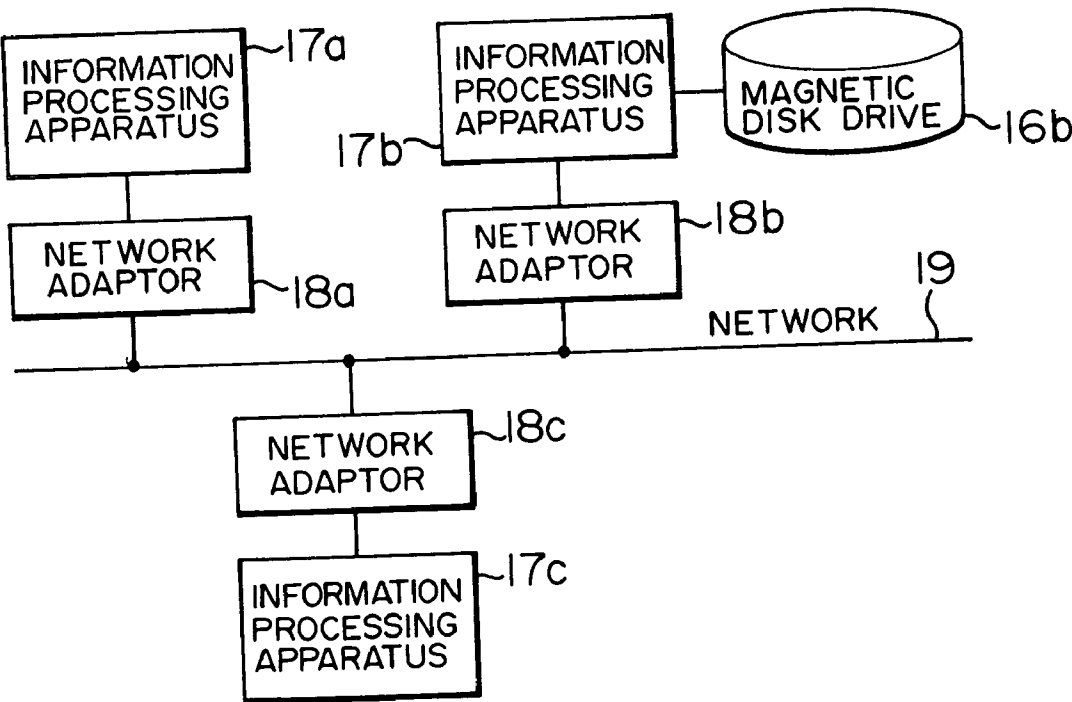 INFORMATION
PROCESSING
APPARATUS
17a
INFORMATION
PROCESSING
APPARATUS
17b
MAGNETIC
DISK DRIVE
16b
NETWORK
ADAPTOR
18a
NETWORK
ADAPTOR
18b
NETWORK
19
NETWORK
ADAPTOR
18c
INFORMATION
PROCESSING
APPARATUS
17c